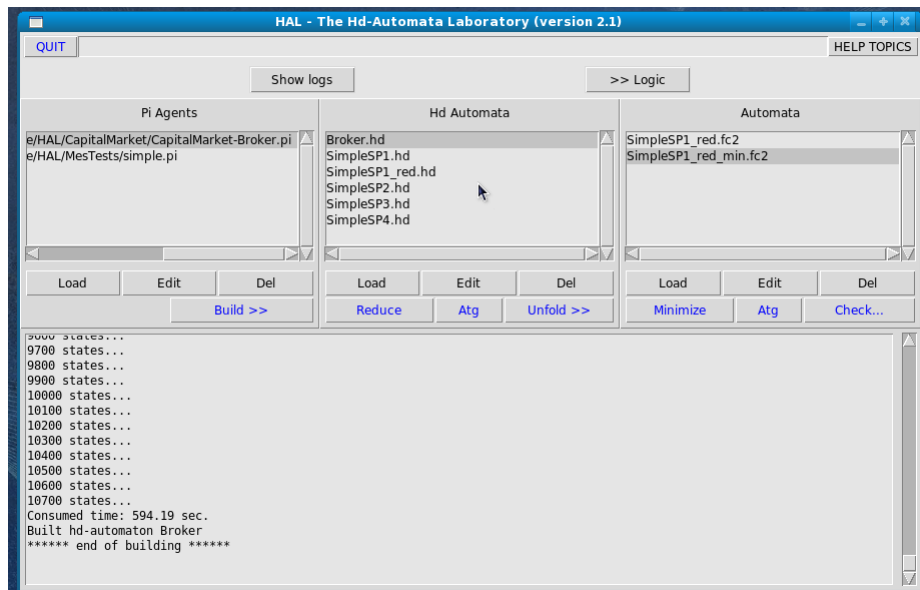 HAL - The Hd-Automata Laboratory (version 2.1)
QUIT
HELP TOPICS
Show logs
>> Logic
Pi Agents
Hd Automata
Automata
e/HAL/CapitalMarket/CapitalMarket-Broker.pi
e/HAL/MesTests/simple.pi
Broker.hd
SimpleSP1.hd
SimpleSP1_red.hd
SimpleSP2.hd
SimpleSP3.hd
SimpleSP4.hd
SimpleSP1_red.fc2
SimpleSP1_red_min.fc2
Load
Edit
Del
Load
Edit
Del
Load
Edit
Del
Build >>
Reduce
Atg
Unfold >>
Minimize
Atg
Check...
9600 states...
9700 states...
9800 states...
9900 states...
10000 states...
10100 states...
10200 states...
10300 states...
10400 states...
10500 states...
10600 states...
10700 states...
Consumed time: 594.19 sec.
Built hd-automaton Broker
****** end of building ******